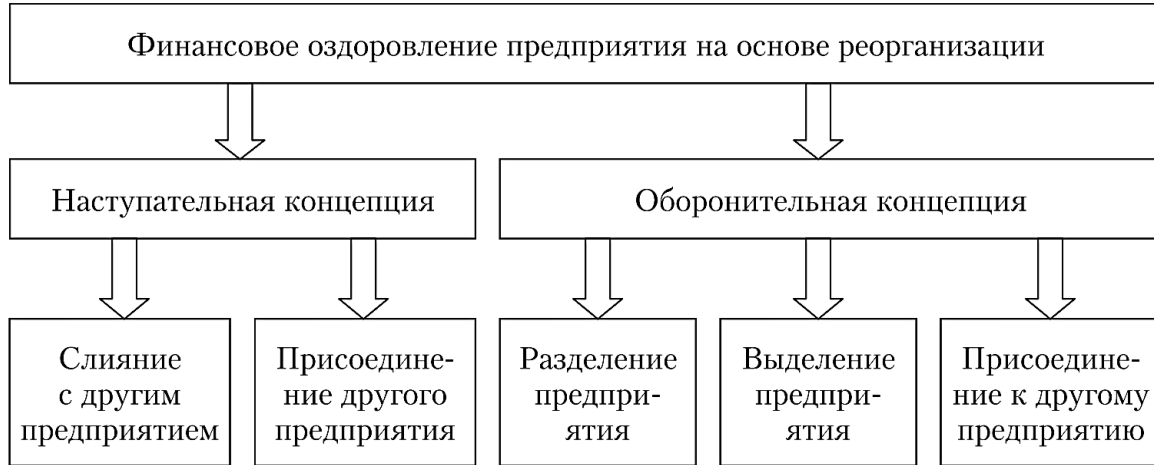 Финансовое оздоровление предприятия на основе реорганизации
Наступательная концепция
Оборонительная концепция
Слияние
с другим
предприятием
Присоедине-
ние другого
предприятия
Разделение
предпри-
ятия
Выделение
предпри-
ятия
Присоедине-
ние к другому
предприятию